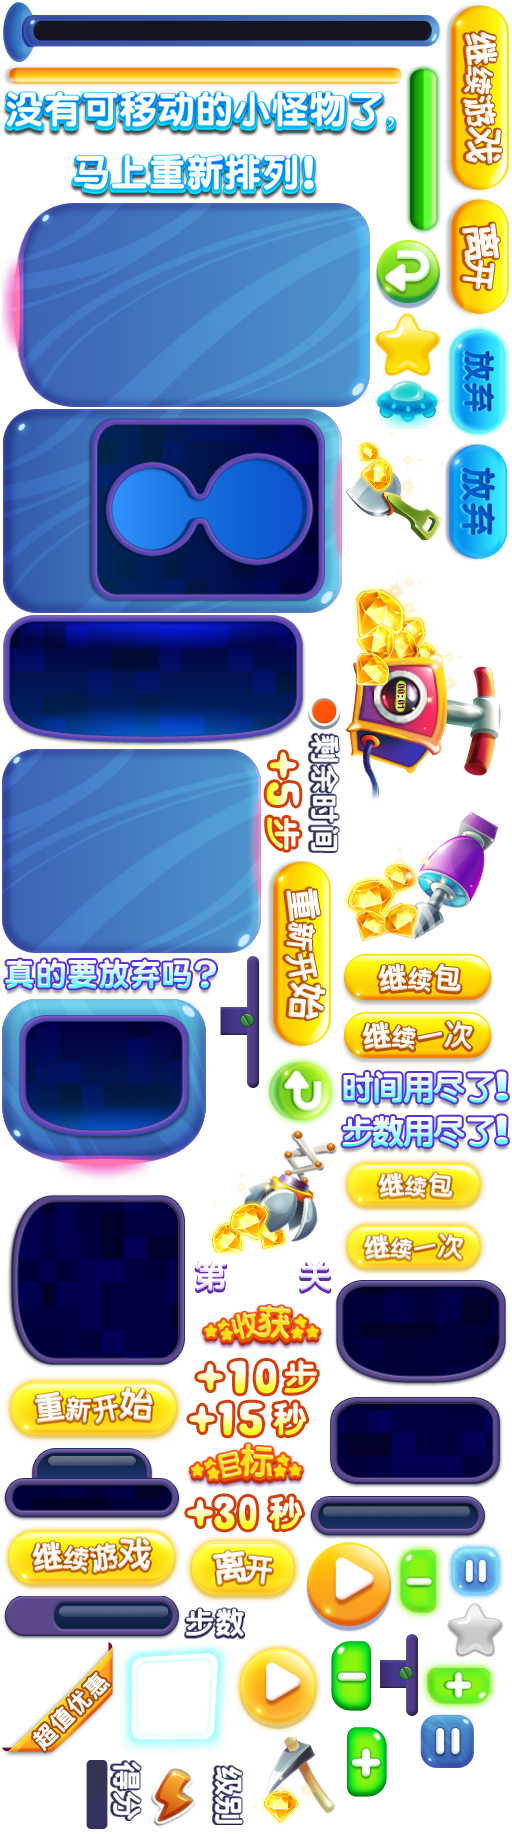 继续游戏
没有可移动的小怪物了,
马上重新排列!
离开
放弃
放弃
剩余时间
+5步
重新开始
继续包
真的要放弃吗?
继续一次
时间用尽了!
步数用尽了!
继续包
继续一次
第 关
收获
+10步
重新开始
+15秒
目标
+30秒
继续游戏
离开
步数
超值优惠
得分
级别